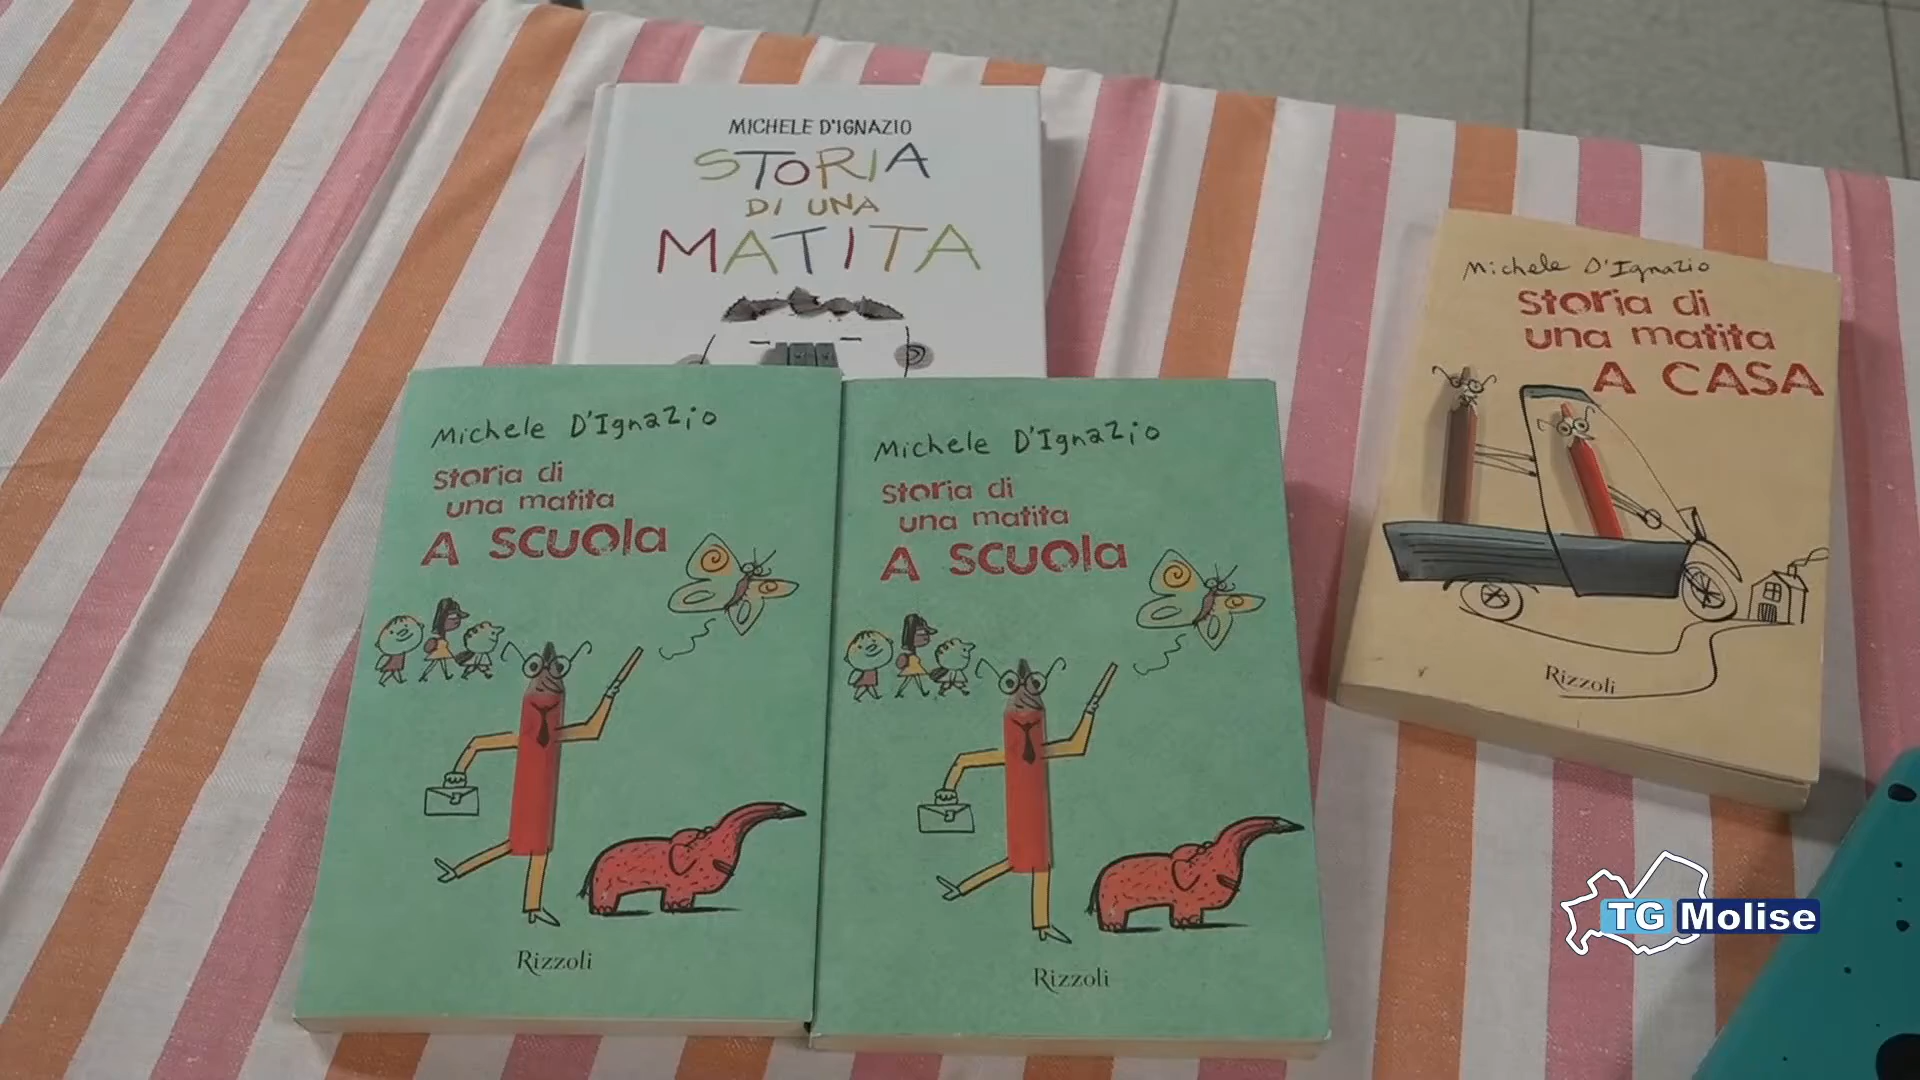 MICHELE D'IGNAZIO
STORIA
DI UNA
MATITA
Michele D'Ignazio
storia di
una matita
A CASA
Rizzoli
Michele D'Ignazio
storia di
una matita
A SCUOla
Rizzoli
Michele D'Ignazio
storia di
una matita
A SCUOla
Rizzoli
TG Molise